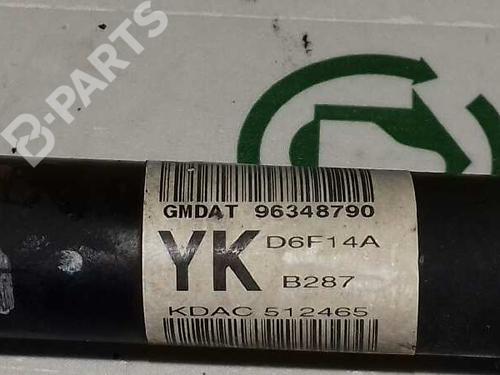 B-PARTS
GMDAT 96348790
YK
D6F14A
B287
KDAC 512465